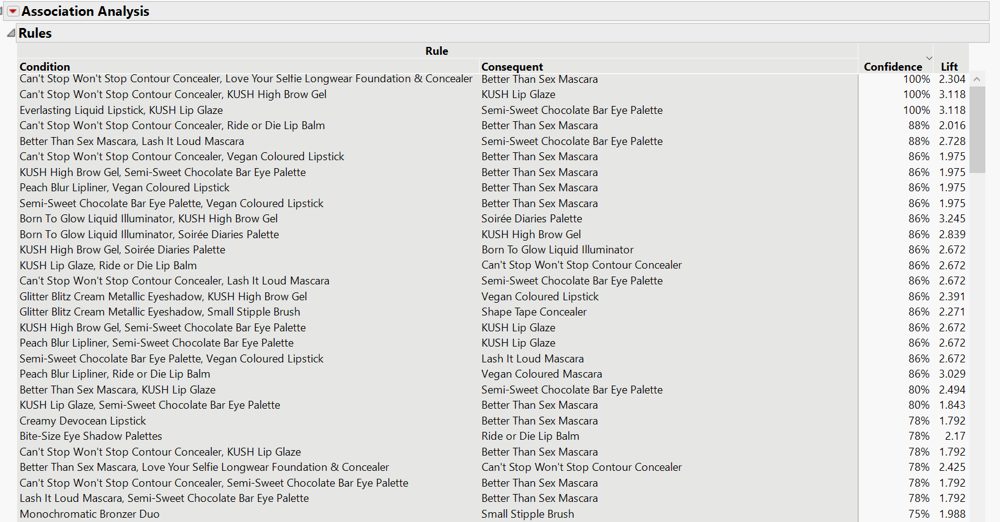 Association Analysis
Rules
Rule
Condition Consequent Confidence Lift
Can't Stop Won't Stop Contour Concealer, Love Your Selfie Longwear Foundation & Concealer Better Than Sex Mascara 100% 2.304
Can't Stop Won't Stop Contour Concealer, KUSH High Brow Gel KUSH Lip Glaze 100% 3.118
Everlasting Liquid Lipstick, KUSH Lip Glaze Semi-Sweet Chocolate Bar Eye Palette 100% 3.118
Can't Stop Won't Stop Contour Concealer, Ride or Die Lip Balm Better Than Sex Mascara 88% 2.016
Better Than Sex Mascara, Lash It Loud Mascara Semi-Sweet Chocolate Bar Eye Palette 88% 2.728
Can't Stop Won't Stop Contour Concealer, Vegan Coloured Lipstick Better Than Sex Mascara 86% 1.975
KUSH High Brow Gel, Semi-Sweet Chocolate Bar Eye Palette Better Than Sex Mascara 86% 1.975
Peach Blur Lipliner, Vegan Coloured Lipstick Better Than Sex Mascara 86% 1.975
Semi-Sweet Chocolate Bar Eye Palette, Vegan Coloured Lipstick Better Than Sex Mascara 86% 1.975
Born To Glow Liquid Illuminator, KUSH High Brow Gel Soirée Diaries Palette 86% 3.245
Born To Glow Liquid Illuminator, Soirée Diaries Palette KUSH High Brow Gel 86% 2.839
KUSH High Brow Gel, Soirée Diaries Palette Born To Glow Liquid Illuminator 86% 2.672
KUSH Lip Glaze, Ride or Die Lip Balm Can't Stop Won't Stop Contour Concealer 86% 2.672
Can't Stop Won't Stop Contour Concealer, Lash It Loud Mascara Semi-Sweet Chocolate Bar Eye Palette 86% 2.672
Glitter Blitz Cream Metallic Eyeshadow, KUSH High Brow Gel Vegan Coloured Lipstick 86% 2.391
Glitter Blitz Cream Metallic Eyeshadow, Small Stipple Brush Shape Tape Concealer 86% 2.271
KUSH High Brow Gel, Semi-Sweet Chocolate Bar Eye Palette KUSH Lip Glaze 86% 2.672
Peach Blur Lipliner, Semi-Sweet Chocolate Bar Eye Palette KUSH Lip Glaze 86% 2.672
Semi-Sweet Chocolate Bar Eye Palette, Vegan Coloured Lipstick Lash It Loud Mascara 86% 2.672
Peach Blur Lipliner, Ride or Die Lip Balm Vegan Coloured Mascara 86% 3.029
Better Than Sex Mascara, KUSH Lip Glaze Semi-Sweet Chocolate Bar Eye Palette 80% 2.494
KUSH Lip Glaze, Semi-Sweet Chocolate Bar Eye Palette Better Than Sex Mascara 80% 1.843
Creamy Devocean Lipstick Better Than Sex Mascara 78% 1.792
Bite-Size Eye Shadow Palettes Ride or Die Lip Balm 78% 2.17
Can't Stop Won't Stop Contour Concealer, KUSH Lip Glaze Better Than Sex Mascara 78% 1.792
Better Than Sex Mascara, Love Your Selfie Longwear Foundation & Concealer Can't Stop Won't Stop Contour Concealer 78% 2.425
Can't Stop Won't Stop Contour Concealer, Semi-Sweet Chocolate Bar Eye Palette Better Than Sex Mascara 78% 1.792
Lash It Loud Mascara, Semi-Sweet Chocolate Bar Eye Palette Better Than Sex Mascara 78% 1.792
Monochromatic Bronzer Duo Small Stipple Brush 75% 1.988